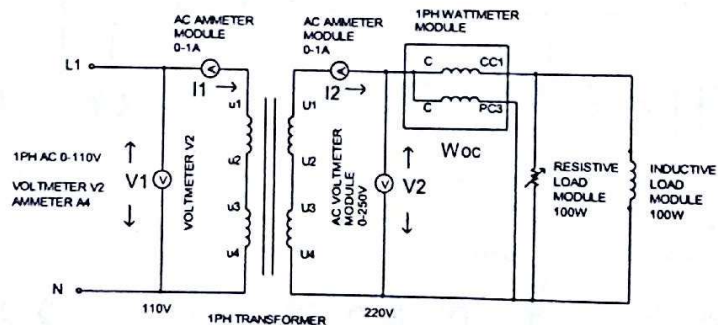 AC AMMETER
MODULE
0-1A
AC AMMETER
MODULE
0-1A
1PH WATTMETER
MODULE
L1
I1
I2
C
CC1
C
PC3
Woc
u1
u2
u3
u4
U1
U2
U3
U4
1PH AC 0-110V
VOLTMETER V2
AMMETER A4
V1
V
VOLTMETER V2
AC VOLTMETER
MODULE
0-250V
V
V2
RESISTIVE
LOAD
MODULE
100W
INDUCTIVE
LOAD
MODULE
100W
N
110V
1PH TRANSFORMER
220V.